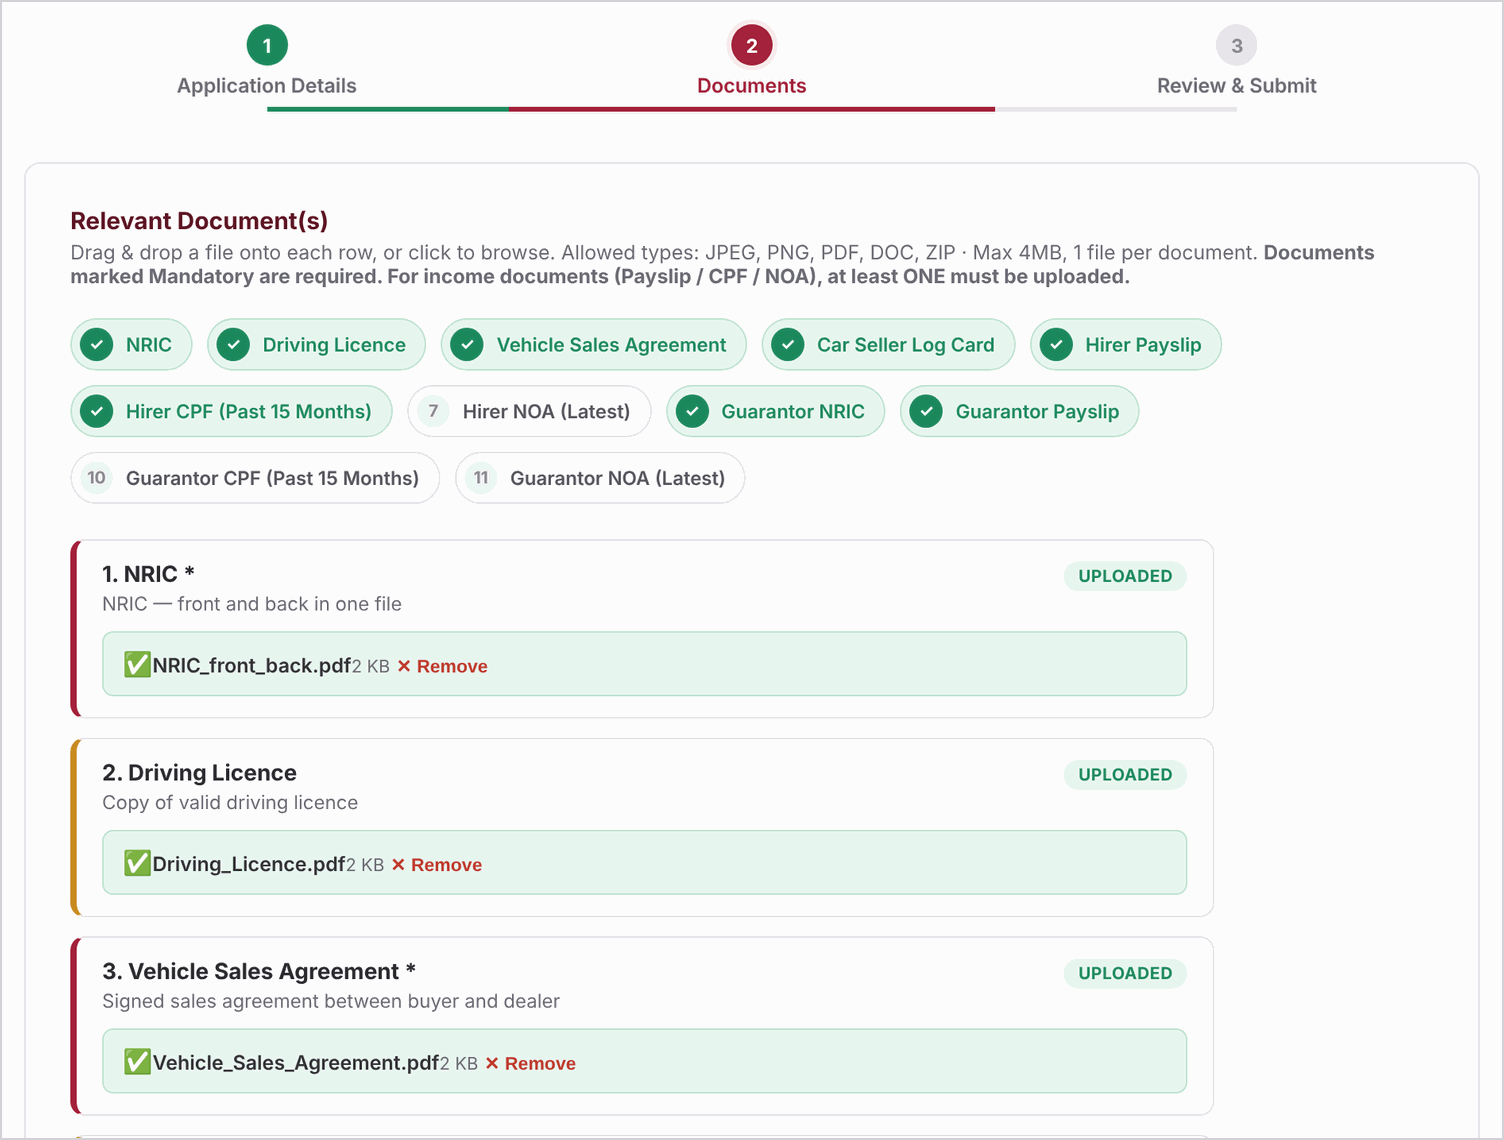 1
2
3
Application Details
Documents
Review & Submit
Relevant Document(s)
Drag & drop a file onto each row, or click to browse. Allowed types: JPEG, PNG, PDF, DOC, ZIP · Max 4MB, 1 file per document. Documents
marked Mandatory are required. For income documents (Payslip / CPF / NOA), at least ONE must be uploaded.
NRIC
Driving Licence
Vehicle Sales Agreement
Car Seller Log Card
Hirer Payslip
Hirer CPF (Past 15 Months)
7 Hirer NOA (Latest)
Guarantor NRIC
Guarantor Payslip
10 Guarantor CPF (Past 15 Months)
11 Guarantor NOA (Latest)
1. NRIC *
UPLOADED
NRIC — front and back in one file
✅NRIC_front_back.pdf2 KB ✕ Remove
2. Driving Licence
UPLOADED
Copy of valid driving licence
✅Driving_Licence.pdf2 KB ✕ Remove
3. Vehicle Sales Agreement *
UPLOADED
Signed sales agreement between buyer and dealer
✅Vehicle_Sales_Agreement.pdf2 KB ✕ Remove